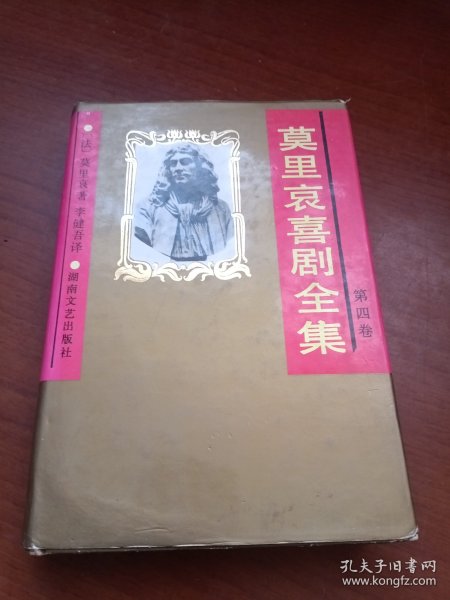 莫里哀喜剧全集
第四卷
〔法〕莫里哀著 李健吾译
湖南文艺出版社
孔夫子旧书网
www.kongfz.com